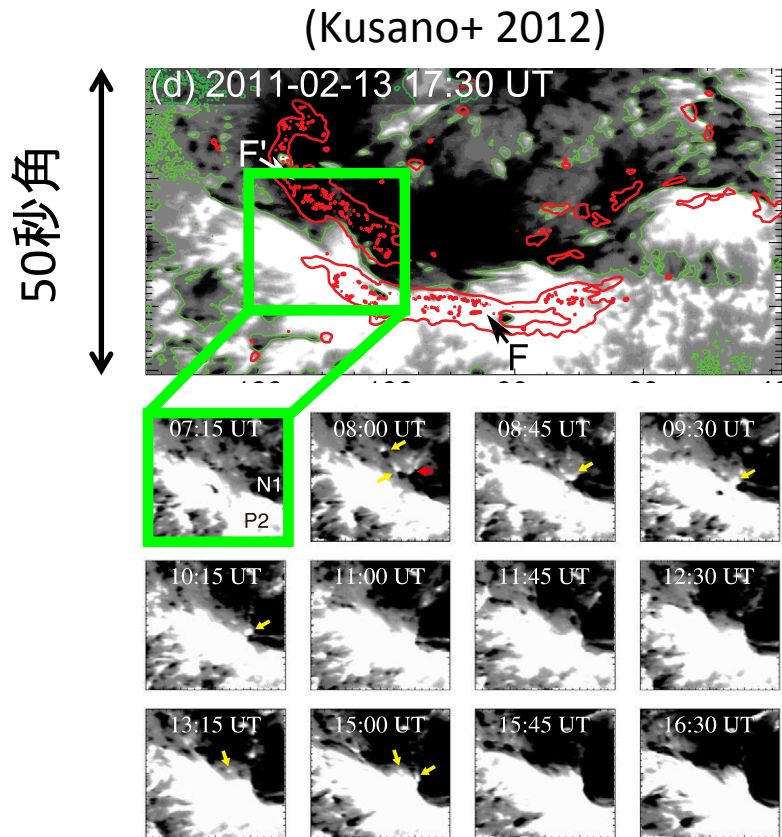 (Kusano+ 2012)
(d) 2011-02-13 17:30 UT
F'
50秒角
F
07:15 UT
08:00 UT
08:45 UT
09:30 UT
N1
P2
10:15 UT
11:00 UT
11:45 UT
12:30 UT
13:15 UT
15:00 UT
15:45 UT
16:30 UT